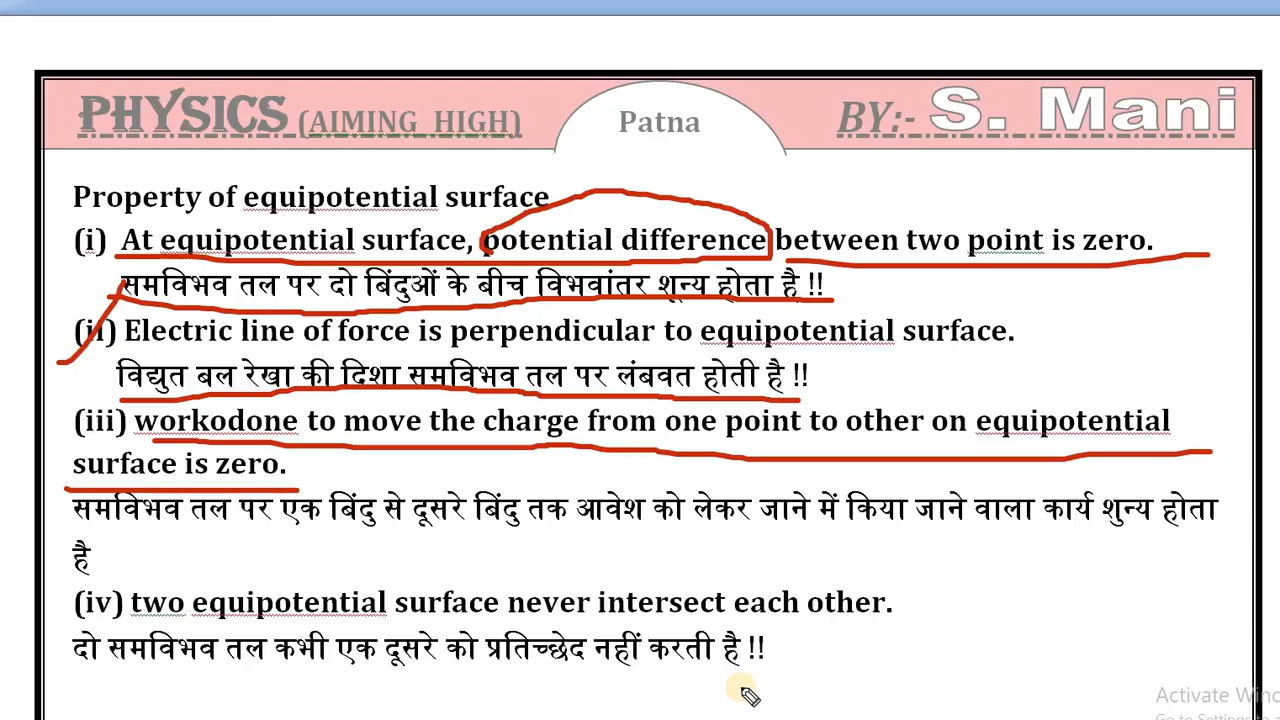 PHYSICS (AIMING HIGH) Patna BY:- S. Mani
Property of equipotential surface
(i) At equipotential surface, potential difference between two point is zero.
समविभव तल पर दो बिंदुओं के बीच विभवांतर शून्य होता है !!
(ii) Electric line of force is perpendicular to equipotential surface.
विद्युत बल रेखा की दिशा समविभव तल पर लंबवत होती है !!
(iii) workodone to move the charge from one point to other on equipotential
surface is zero.
समविभव तल पर एक बिंदु से दूसरे बिंदु तक आवेश को लेकर जाने में किया जाने वाला कार्य शुन्य होता
है
(iv) two equipotential surface never intersect each other.
दो समविभव तल कभी एक दूसरे को प्रतिच्छेद नहीं करती है !!
Activate Winc